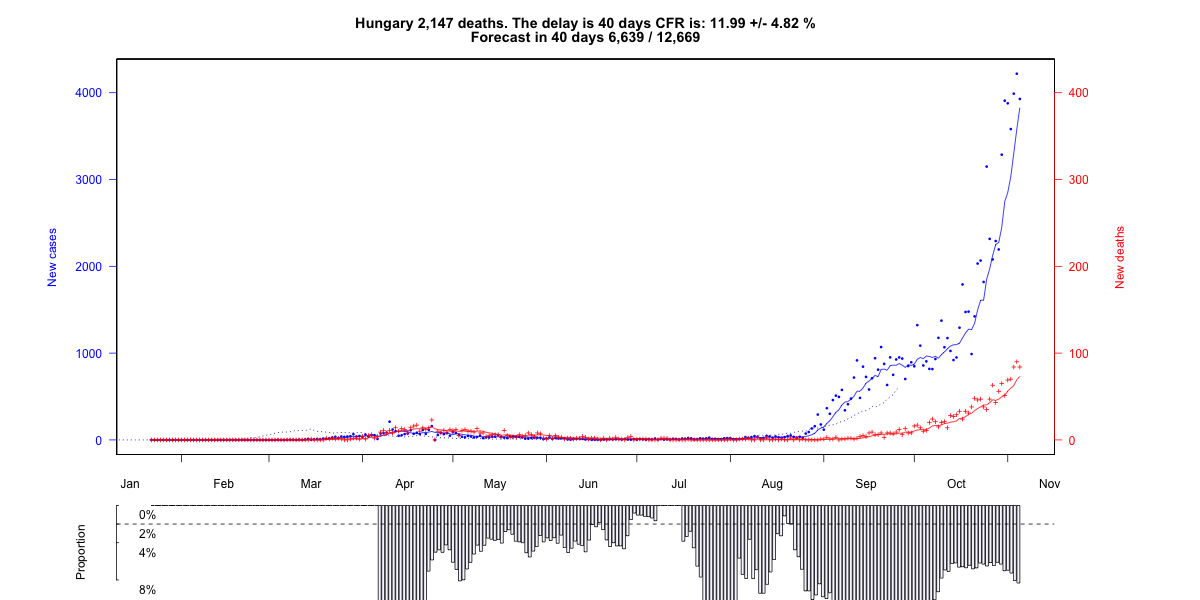 Hungary 2,147 deaths. The delay is 40 days CFR is: 11.99 +/- 4.82 %
Forecast in 40 days 6,639 / 12,669
4000
3000
2000
1000
0
New cases
400
300
200
100
0
New deaths
Jan Feb Mar Apr May Jun Jul Aug Sep Oct Nov
Proportion
0%
2%
4%
8%